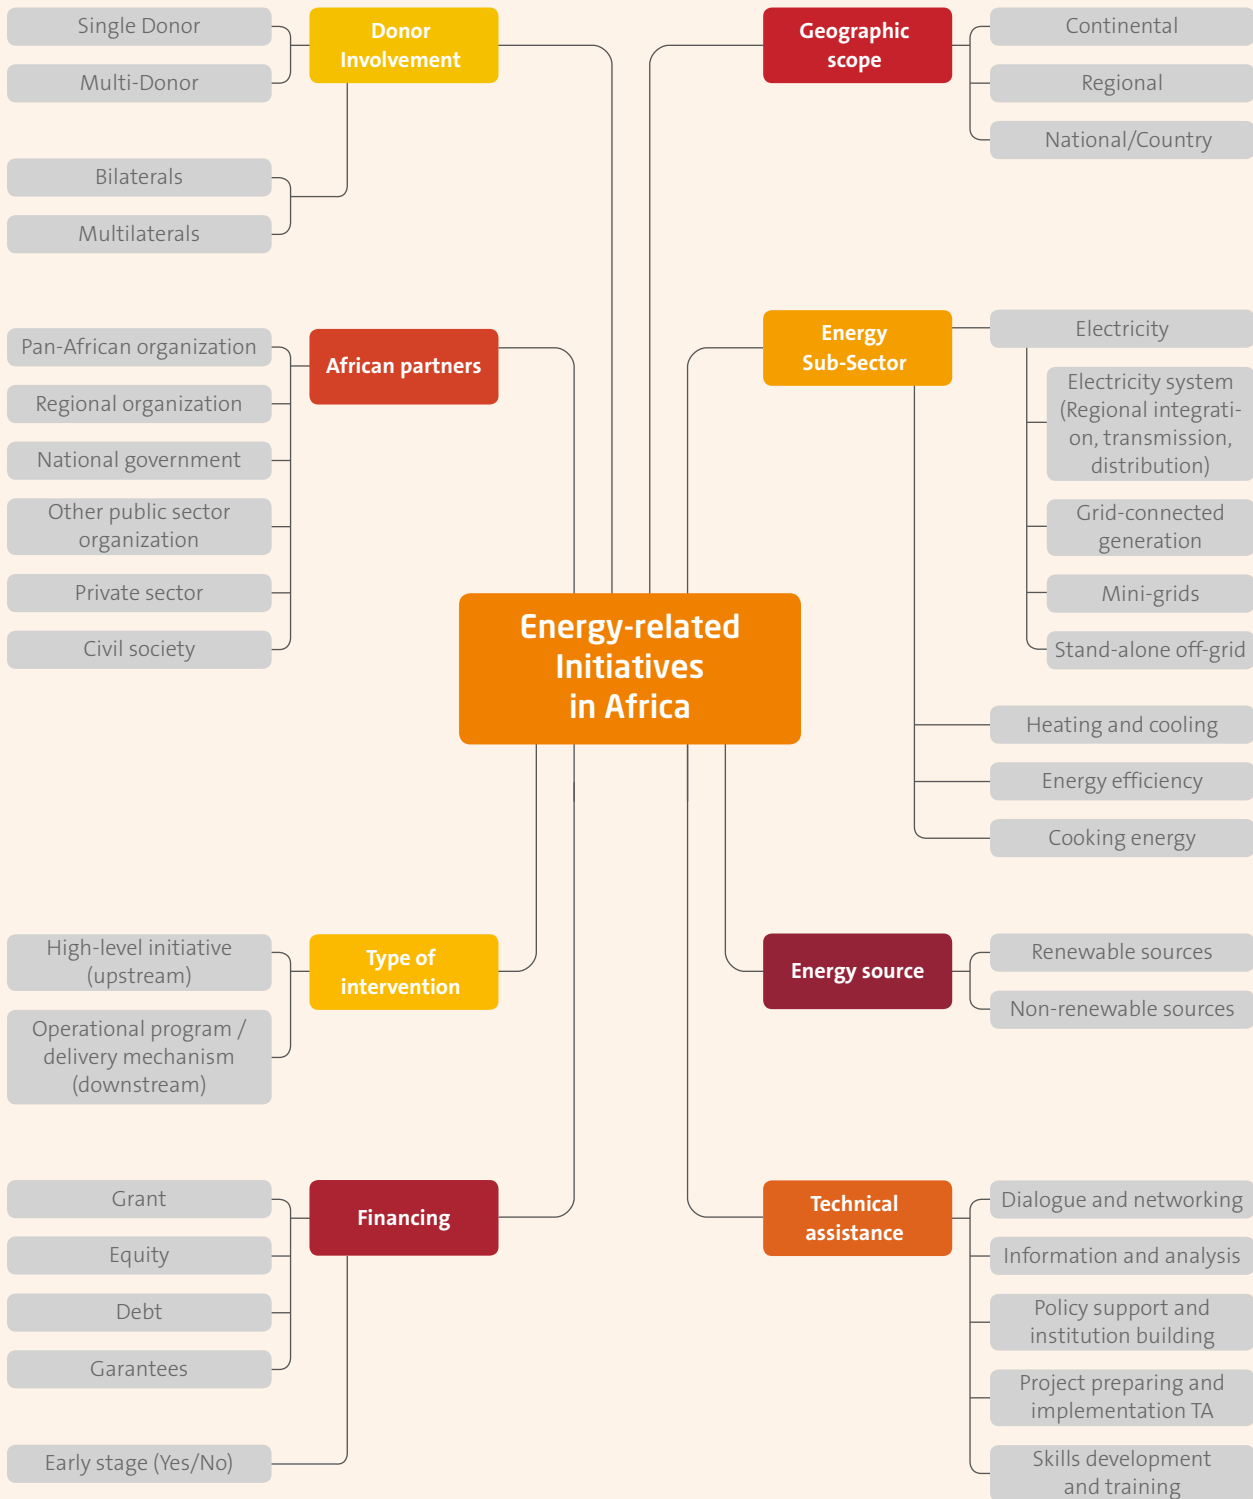 Single Donor
Multi-Donor
Bilaterals
Multilaterals
Donor
Involvement
Geographic
scope
Continental
Regional
National/Country
Pan-African organization
Regional organization
National government
Other public sector
organization
Private sector
Civil society
African partners
Energy
Sub-Sector
Electricity
Electricity system
(Regional integrati-
on, transmission,
distribution)
Grid-connected
generation
Mini-grids
Stand-alone off-grid
Heating and cooling
Energy efficiency
Cooking energy
Energy-related
Initiatives
in Africa
High-level initiative
(upstream)
Operational program /
delivery mechanism
(downstream)
Type of
intervention
Energy source
Renewable sources
Non-renewable sources
Grant
Equity
Debt
Garantees
Early stage (Yes/No)
Financing
Technical
assistance
Dialogue and networking
Information and analysis
Policy support and
institution building
Project preparing and
implementation TA
Skills development
and training